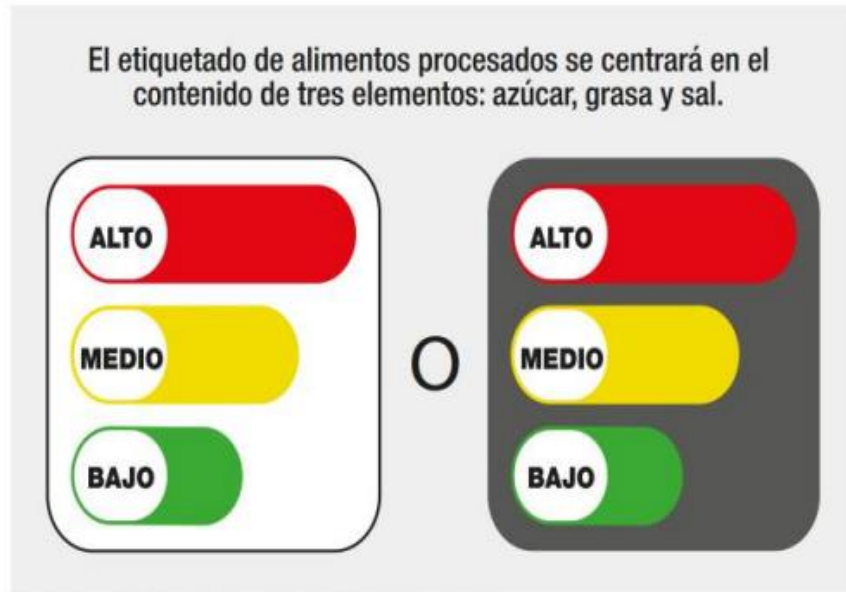 El etiquetado de alimentos procesados se centrará en el
contenido de tres elementos: azúcar, grasa y sal.
ALTO
MEDIO
BAJO
O
ALTO
MEDIO
BAJO